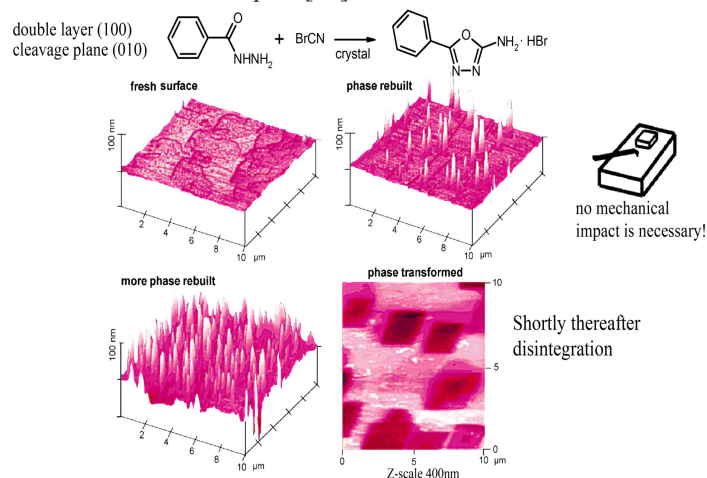 double layer (100)
cleavage plane (010)
O
NHNH2
+ BrCN
crystal
O
NH2· HBr
N–N
fresh surface
100 nm
2 4 6 8 10 µm
phase rebuilt
100 nm
2 4 6 8 10 µm
no mechanical
impact is necessary!
more phase rebuilt
100 nm
2 4 6 8 10 µm
phase transformed
10
5
0
0 5 10 µm
Z-scale 400nm
Shortly thereafter
disintegration